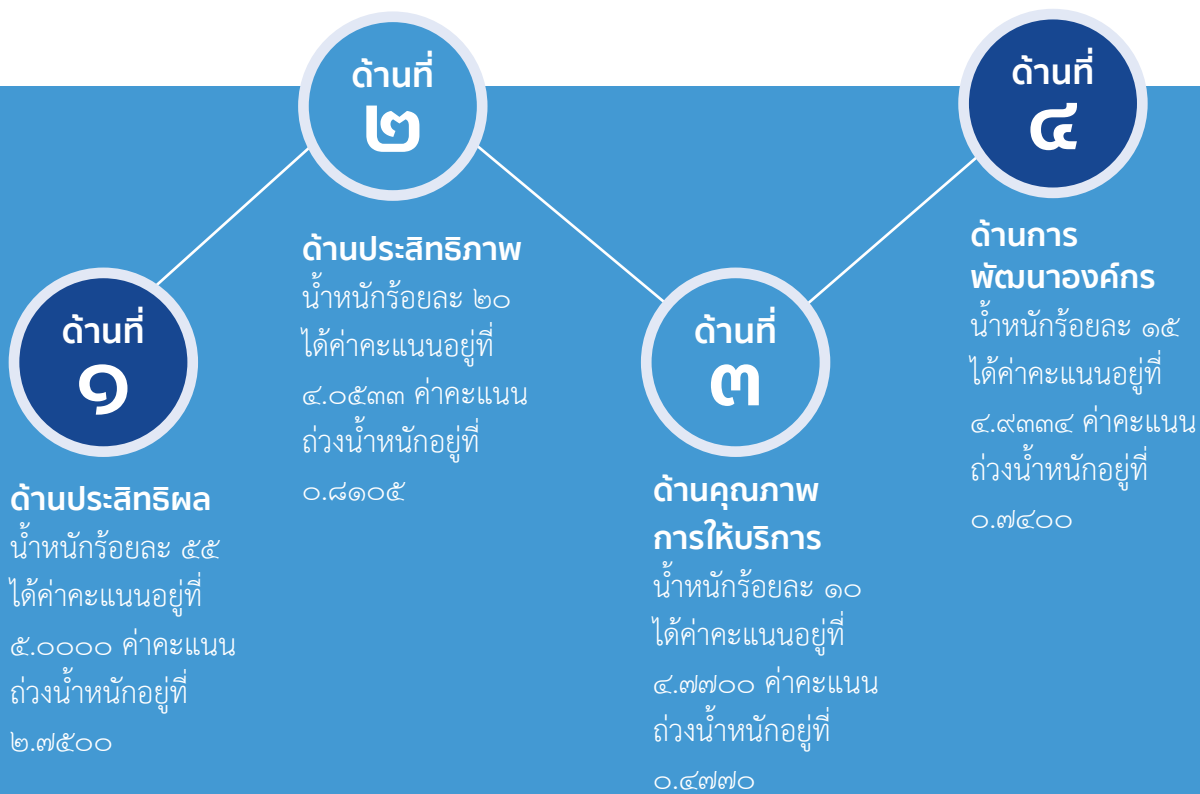 ด้านที่
๑
ด้านประสิทธิผล
น้ำหนักร้อยละ ๕๕
ได้ค่าคะแนนอยู่ที่
๕.๐๐๐๐ ค่าคะแนน
ถ่วงน้ำหนักอยู่ที่
๒.๗๕๐๐
ด้านที่
๒
ด้านประสิทธิภาพ
น้ำหนักร้อยละ ๒๐
ได้ค่าคะแนนอยู่ที่
๔.๐๕๓๓ ค่าคะแนน
ถ่วงน้ำหนักอยู่ที่
๐.๘๑๐๕
ด้านที่
๓
ด้านคุณภาพ
การให้บริการ
น้ำหนักร้อยละ ๑๐
ได้ค่าคะแนนอยู่ที่
๔.๗๗๐๐ ค่าคะแนน
ถ่วงน้ำหนักอยู่ที่
๐.๔๗๗๐
ด้านที่
๔
ด้านการ
พัฒนาองค์กร
น้ำหนักร้อยละ ๑๕
ได้ค่าคะแนนอยู่ที่
๔.๙๓๓๔ ค่าคะแนน
ถ่วงน้ำหนักอยู่ที่
๐.๗๔๐๐